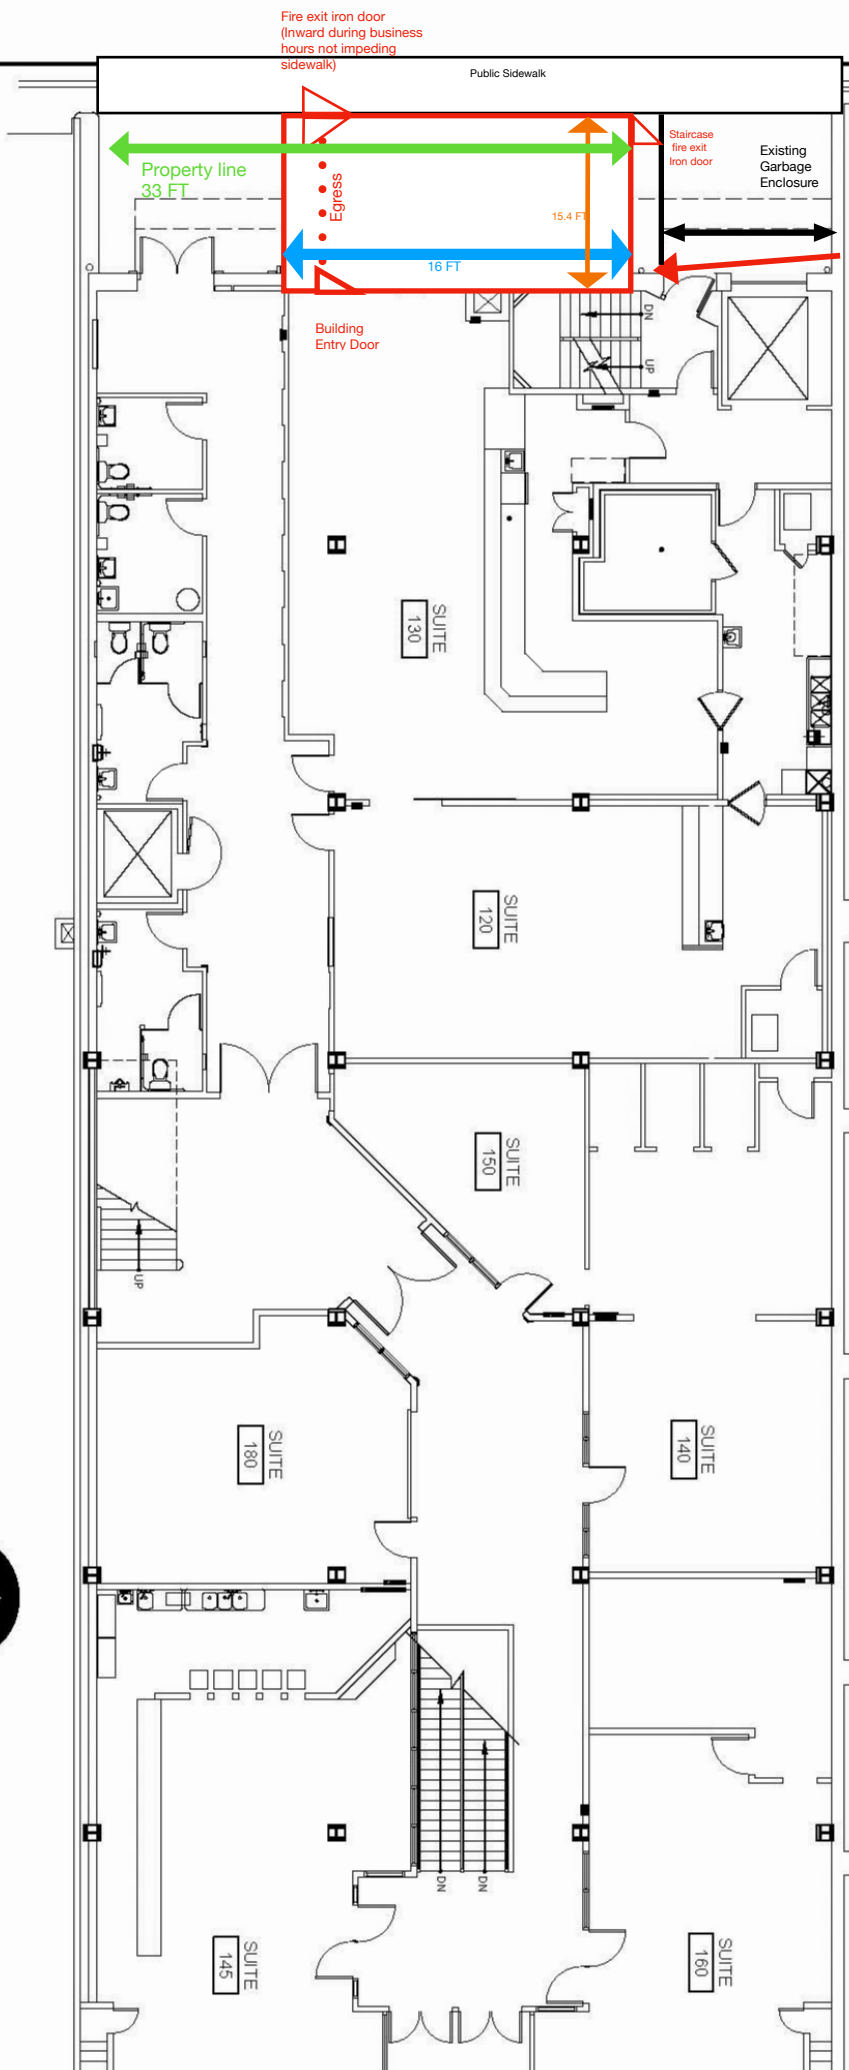 Fire exit iron door
(Inward during business
hours not impeding
sidewalk)
Public Sidewalk
Property line
33 FT
Egress
15.4 FT
16 FT
Staircase
fire exit
Iron door
Existing
Garbage
Enclosure
Building
Entry Door
DN
UP
SUITE
130
SUITE
120
SUITE
150
UP
SUITE
180
SUITE
140
DN
DN
SUITE
145
SUITE
160